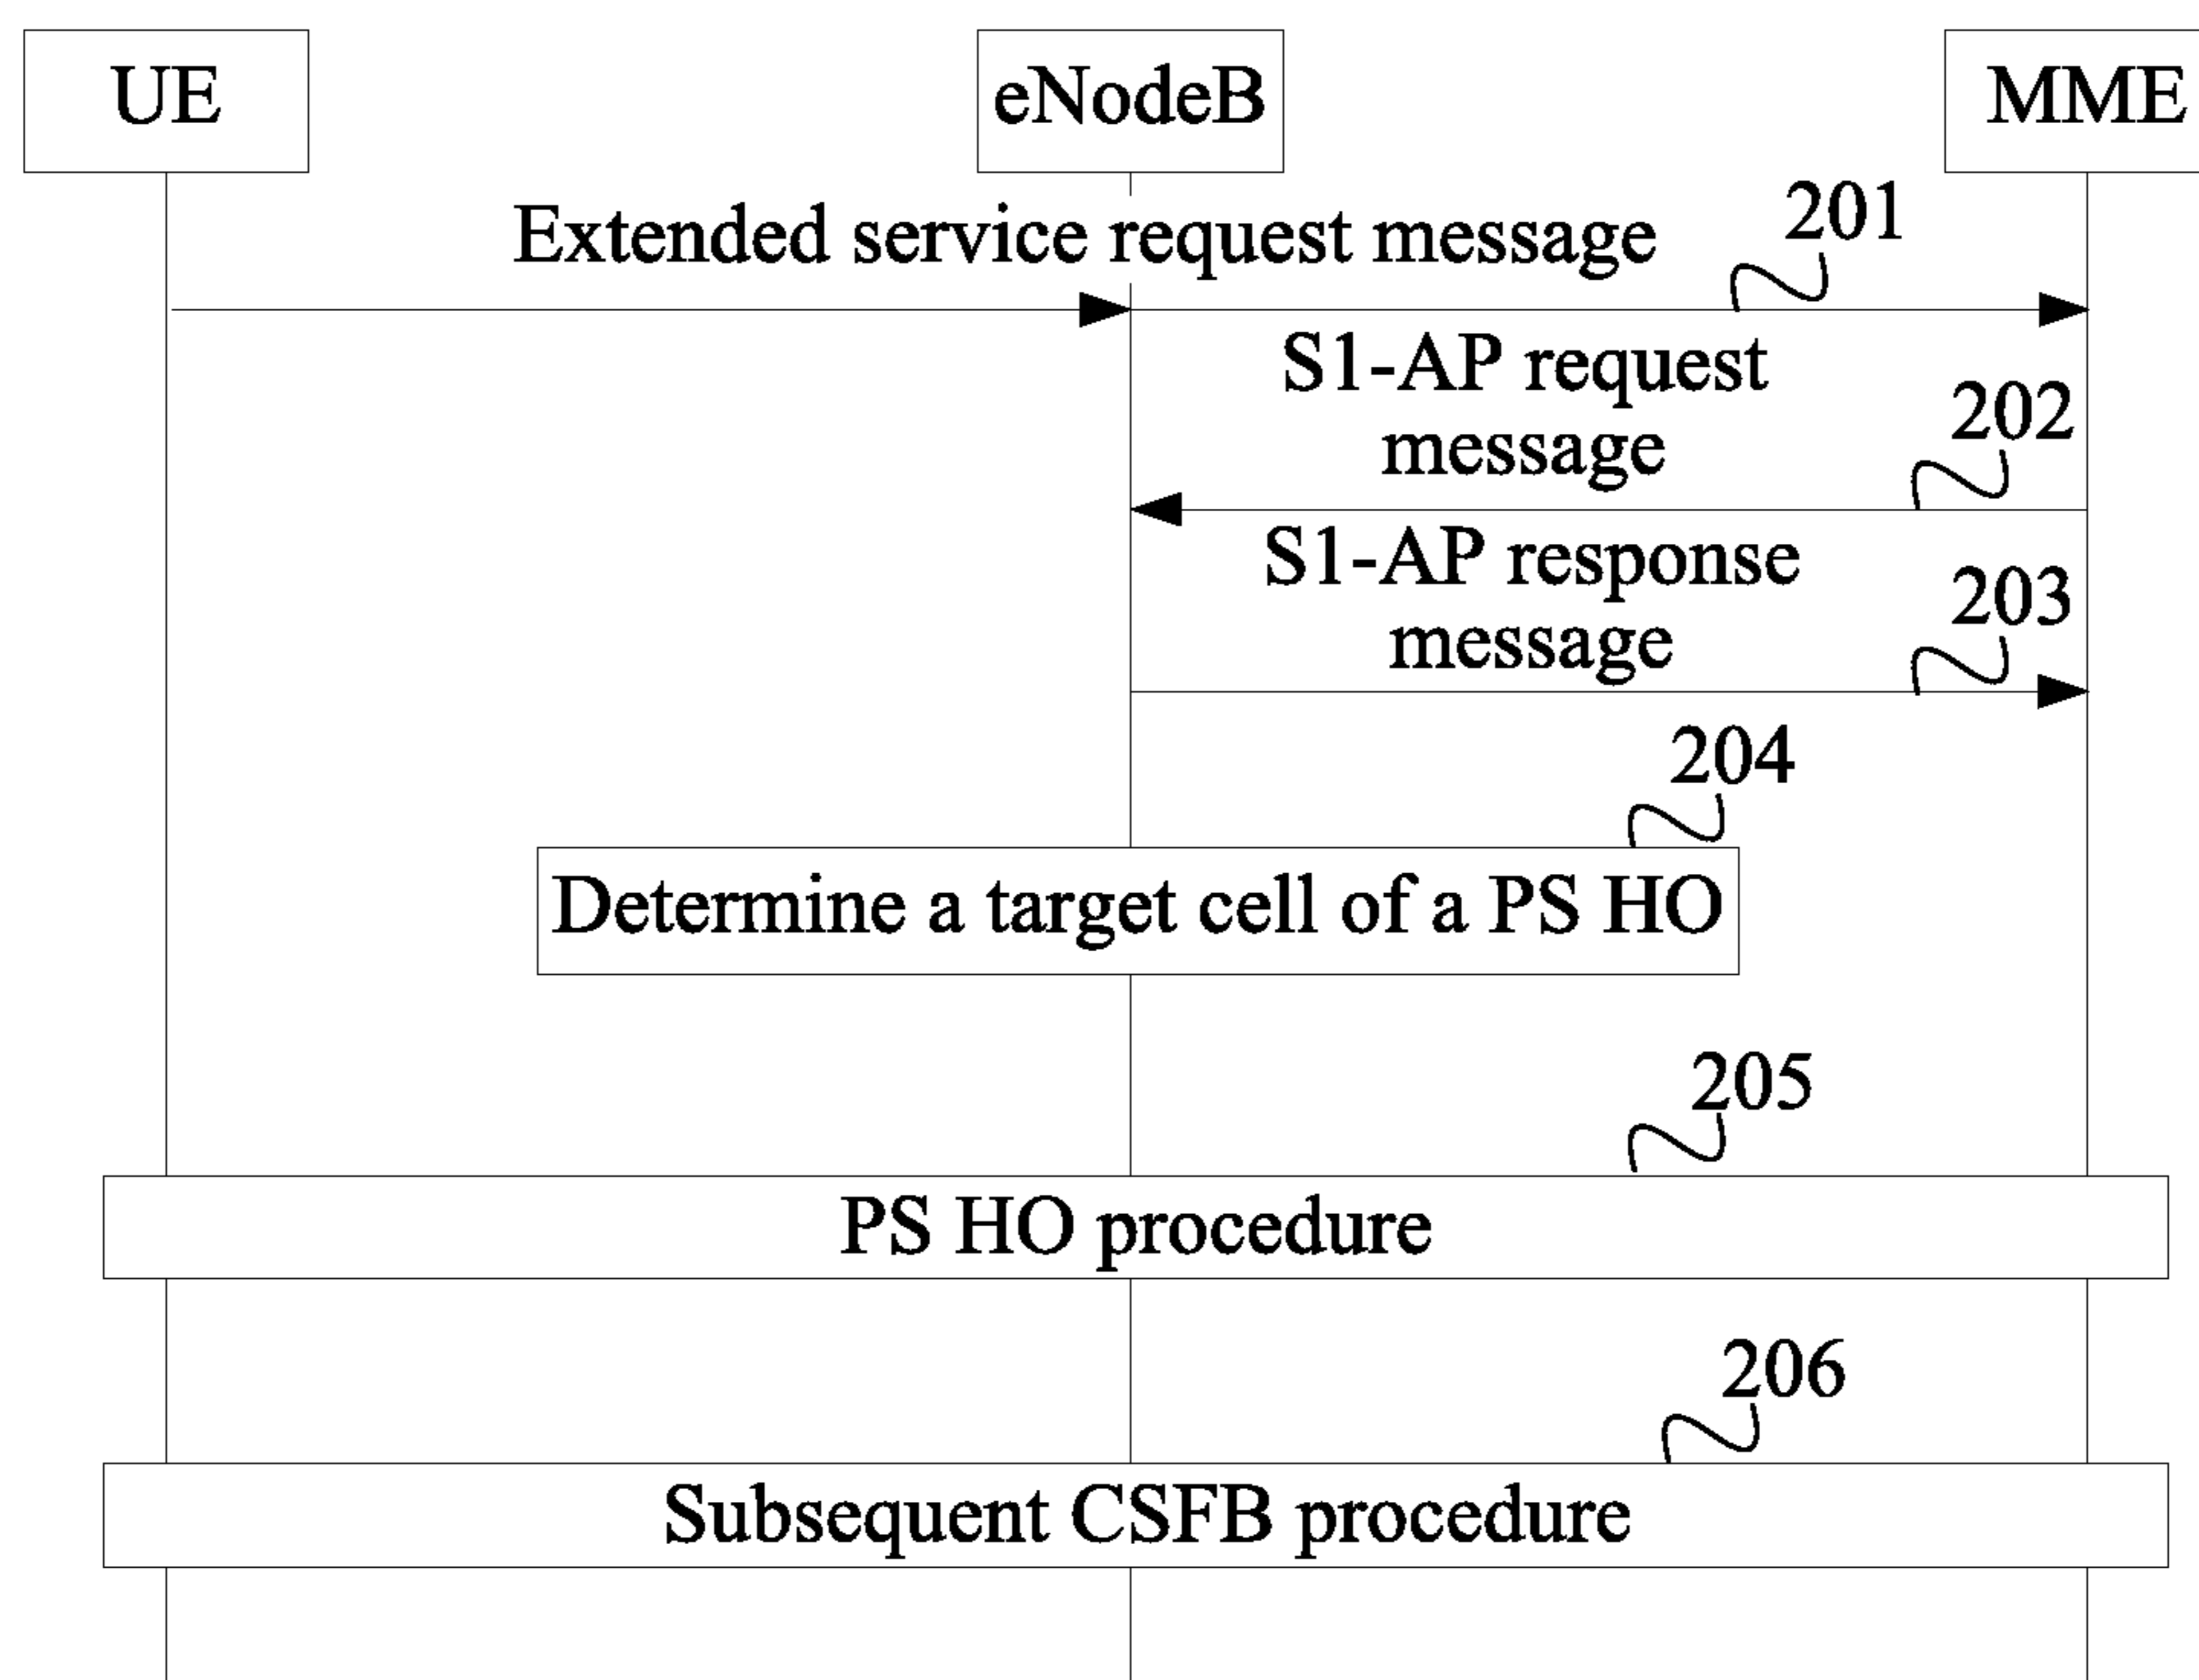 UE
eNodeB
MME
Extended service request message
201
S1-AP request
message
202
S1-AP response
message
203
204
Determine a target cell of a PS HO
205
PS HO procedure
206
Subsequent CSFB procedure